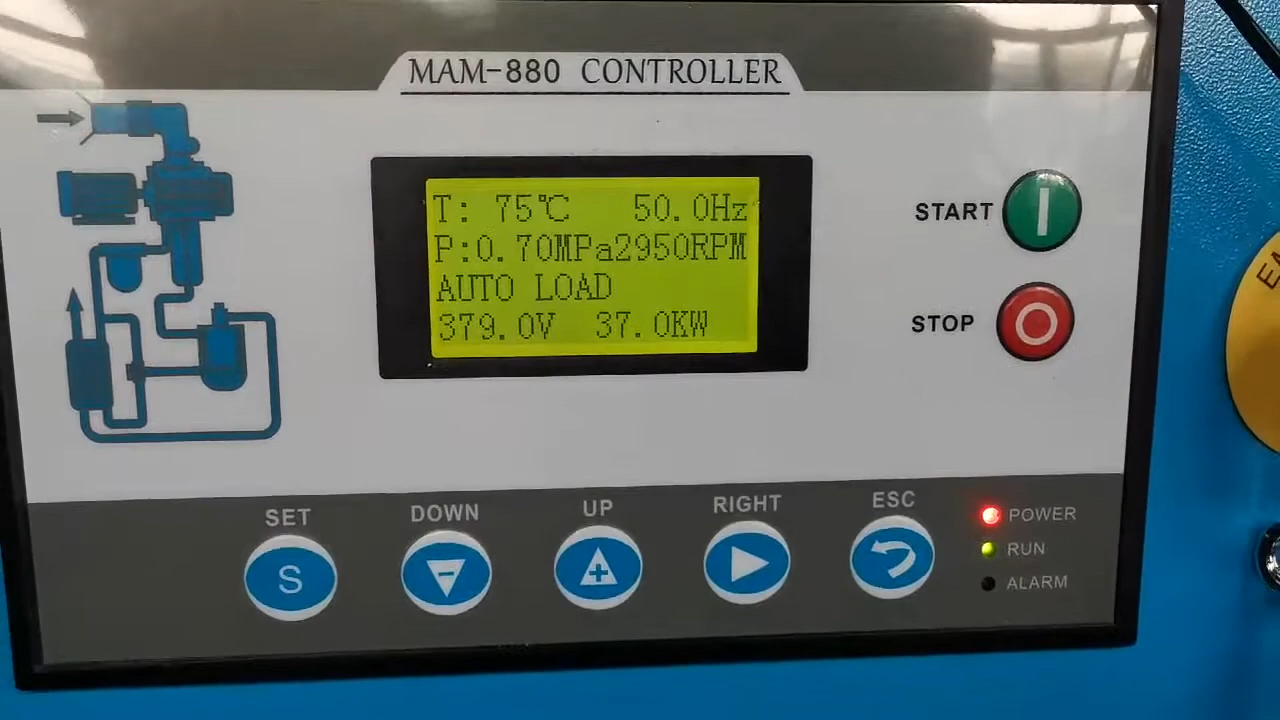 MAM-880 CONTROLLER
T: 75℃ 50.0Hz
P:0.70MPa2950RPM
AUTO LOAD
379.0V 37.0KW
START
STOP
SET
DOWN
UP
RIGHT
ESC
S
POWER
RUN
ALARM